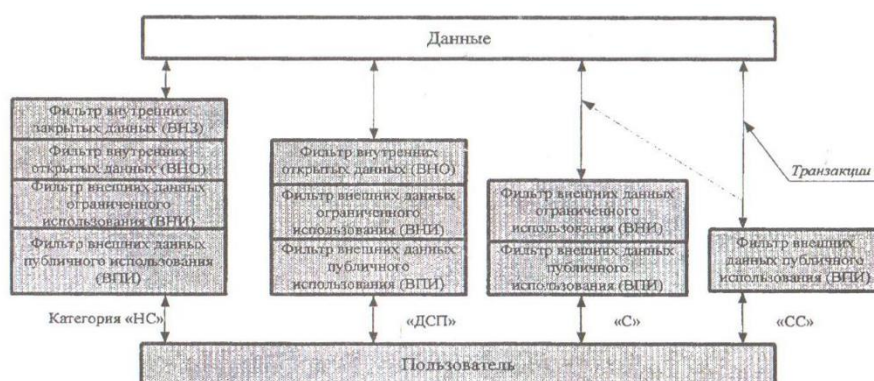 Данные
Фильтр внутренних
закрытых данных (ВНЗ)
Фильтр внутренних
открытых данных (ВНО)
Фильтр внешних данных
ограниченного
использования (ВНИ)
Фильтр внешних данных
публичного использования
(ВПИ)
Фильтр внутренних
открытых данных (ВНО)
Фильтр внешних данных
ограниченного
использования (ВНИ)
Фильтр внешних данных
публичного
использования (ВПИ)
Фильтр внешних данных
ограниченного
использования (ВНИ)
Фильтр внешних данных
публичного
использования (ВПИ)
Фильтр внешних
данных публичного
использования (ВПИ)
Транзакции
Категория «НС»
«ДСП»
«С»
«СС»
Пользователь